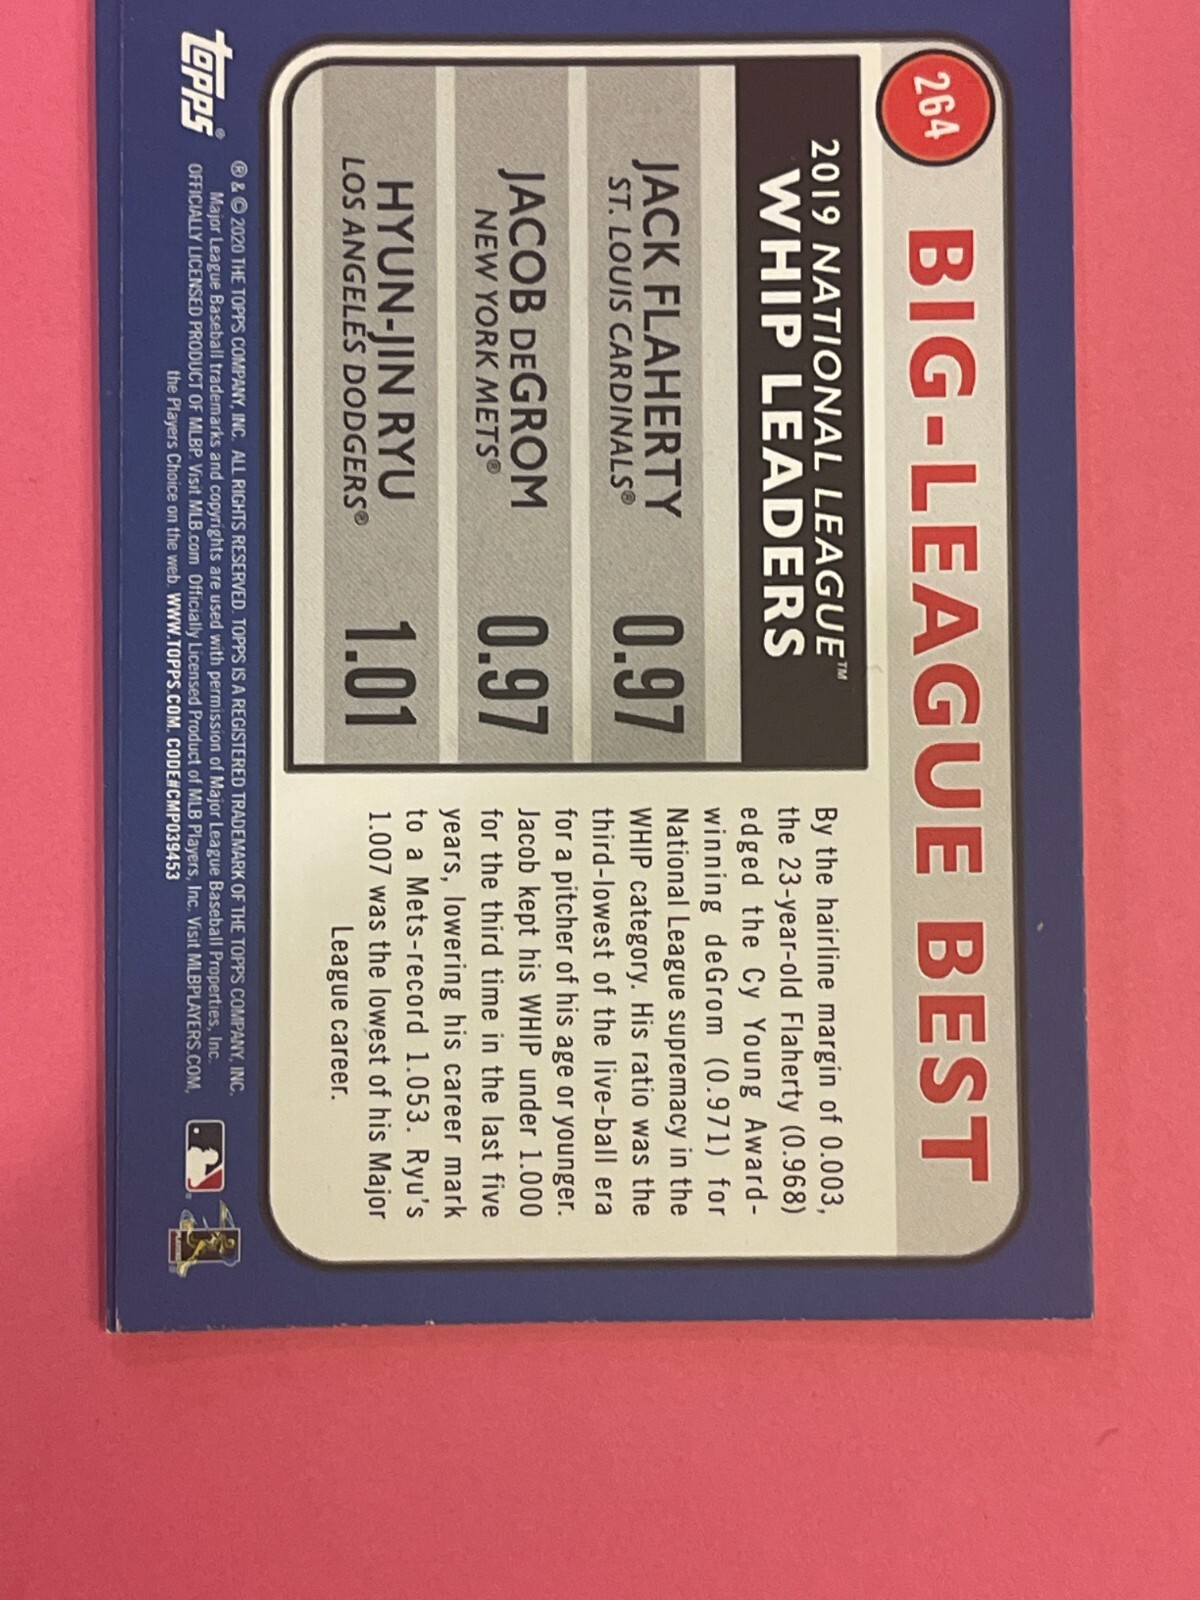 264
BIG-LEAGUE BEST
2019 NATIONAL LEAGUE™
WHIP LEADERS
JACK FLAHERTY 0.97
ST. LOUIS CARDINALS®
JACOB DEGROM 0.97
NEW YORK METS®
HYUN-JIN RYU 1.01
LOS ANGELES DODGERS®
By the hairline margin of 0.003,
the 23-year-old Flaherty (0.968)
edged the Cy Young Award-
winning deGrom (0.971) for
National League supremacy in the
WHIP category. His ratio was the
third-lowest of the live-ball era
for a pitcher of his age or younger.
Jacob kept his WHIP under 1.000
for the third time in the last five
years, lowering his career mark
to a Mets-record 1.053. Ryu's
1.007 was the lowest of his Major
League career.
topps®
® & © 2020 THE TOPPS COMPANY, INC. ALL RIGHTS RESERVED. TOPPS IS A REGISTERED TRADEMARK OF THE TOPPS COMPANY, INC.
Major League Baseball trademarks and copyrights are used with permission of Major League Baseball Properties, Inc.
OFFICIALLY LICENSED PRODUCT OF MLBP. Visit MLB.com Officially Licensed Product of MLB Players, Inc. Visit MLBPLAYERS.COM,
the Players Choice on the web. WWW.TOPPS.COM. CODE#CMP039453